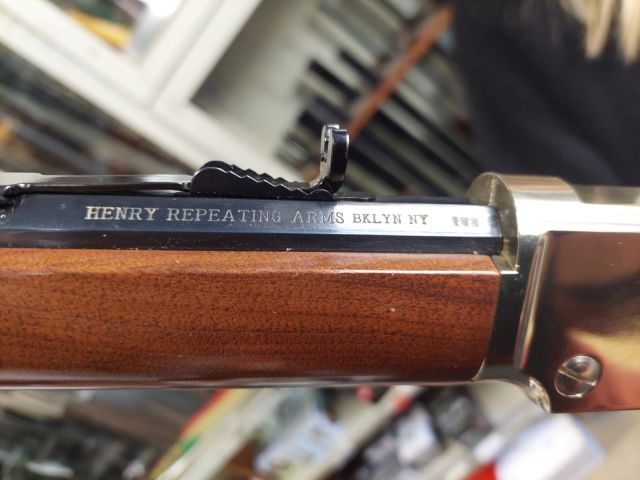 HENRY REPEATING ARMS BKLYN NY